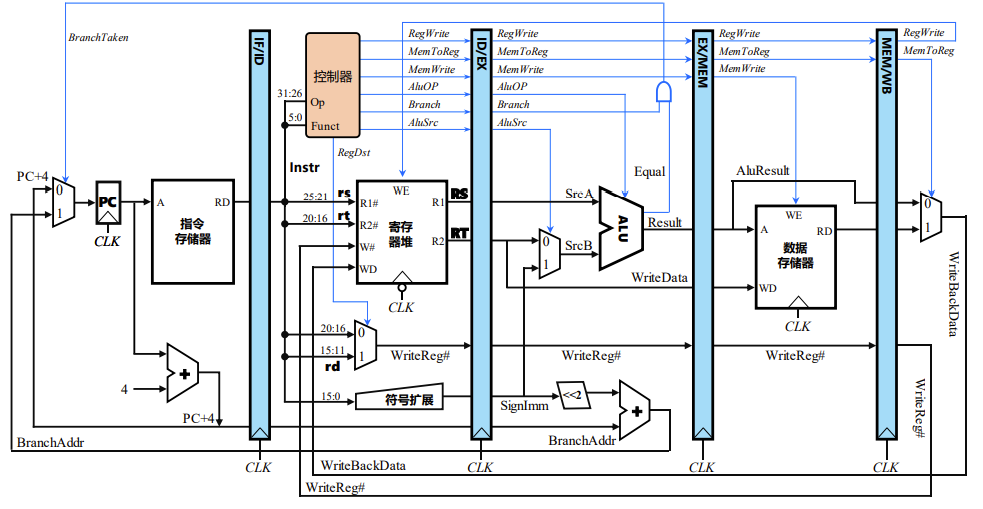 BranchTaken
IF/ID
控制器
Op
Funct
31:26
5:0
RegWrite
MemToReg
MemWrite
AluOP
Branch
AluSrc
RegDst
ID/EX
RegWrite
MemToReg
MemWrite
AluOP
Branch
AluSrc
EX/MEM
RegWrite
MemToReg
MemWrite
MEM/WB
RegWrite
MemToReg
PC+4
0
1
PC
CLK
A
RD
指令
存储器
Instr
25:21
rs
20:16
rt
WE
R1#
R2#
W#
WD
R1
R2
寄存
器堆
CLK
RS
RT
SrcA
0
1
SrcB
ALU
Equal
Result
WriteData
AluResult
WE
A
RD
WD
数据
存储器
CLK
0
1
WriteBackData
20:16
15:11
rd
0
1
WriteReg#
WriteReg#
WriteReg#
WriteReg#
4
+
PC+4
15:0
符号扩展
SignImm
<<2
+
BranchAddr
BranchAddr
CLK
CLK
CLK
CLK
WriteBackData
WriteReg#